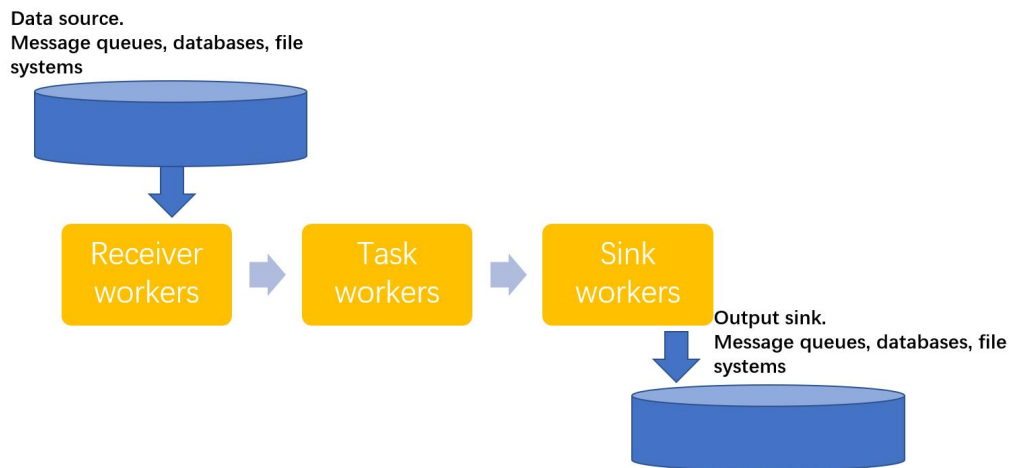 Data source.
Message queues, databases, file
systems
Receiver
workers
Task
workers
Sink
workers
Output sink.
Message queues, databases, file
systems